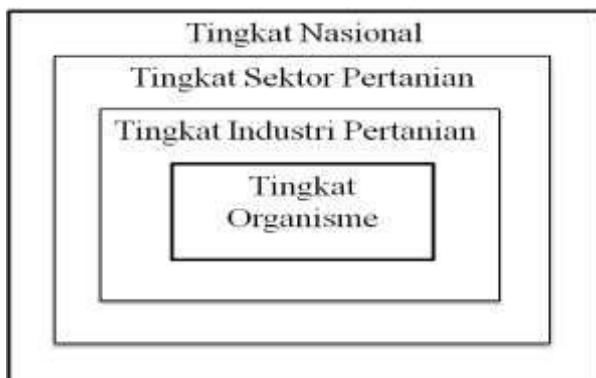 Tingkat Nasional
Tingkat Sektor Pertanian
Tingkat Industri Pertanian
Tingkat
Organisme